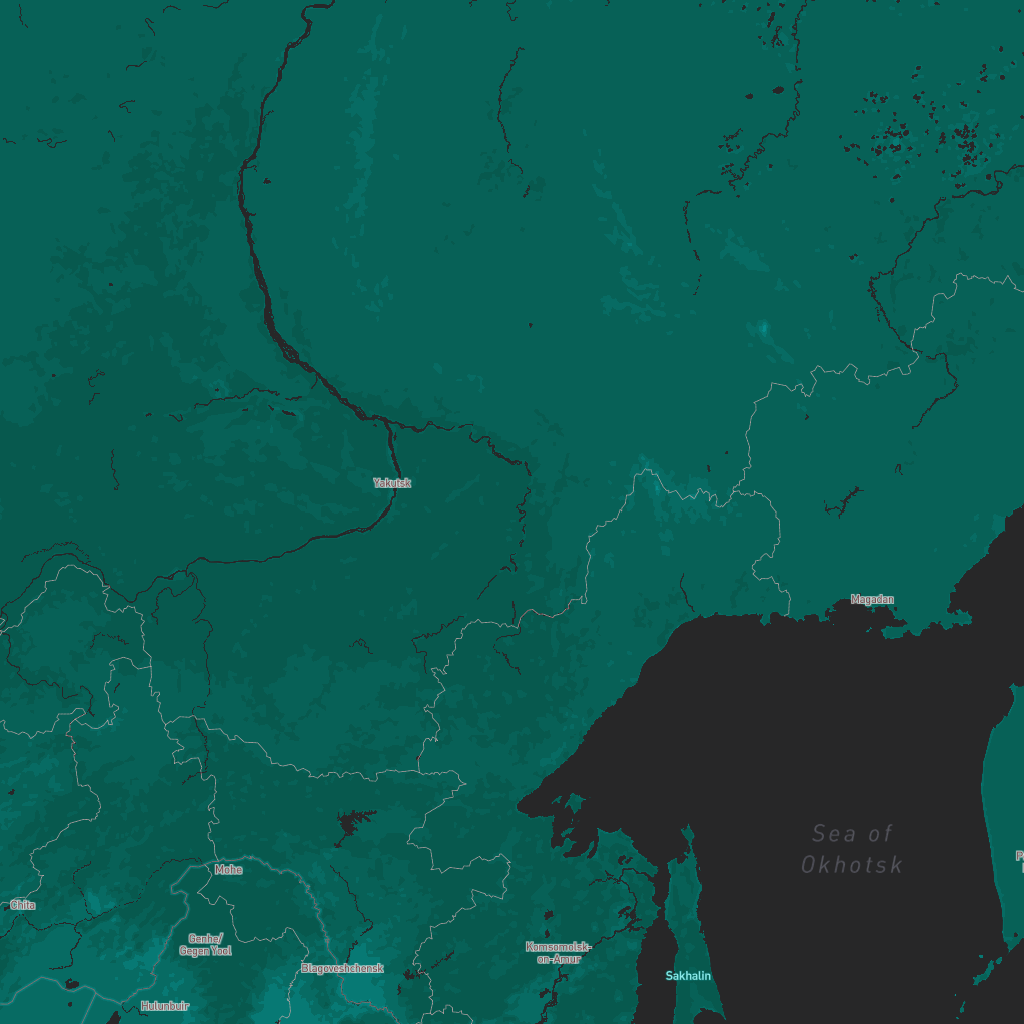 Yakutsk
Magadan
Sea of
Okhotsk
Mohe
Chita
Genhe/
Gegen Yool
Komsomolsk-
on-Amur
Blagoveshchensk
Sakhalin
Hulunbuir